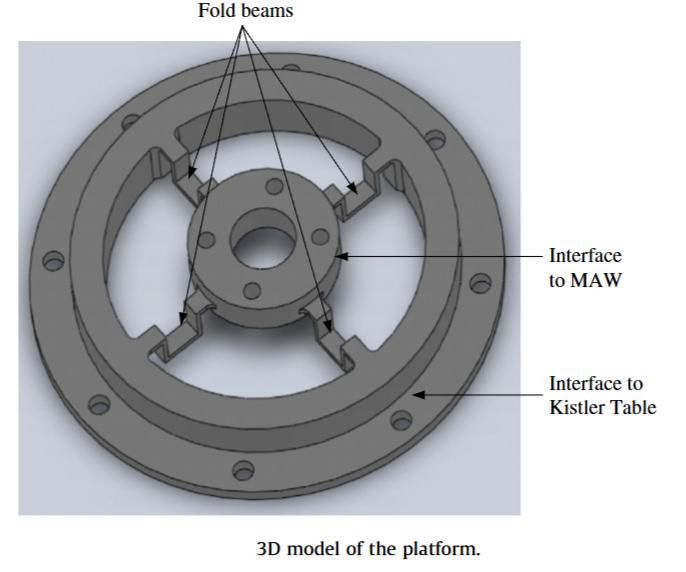 Fold beams
Interface
to MAW
Interface to
Kistler Table
3D model of the platform.